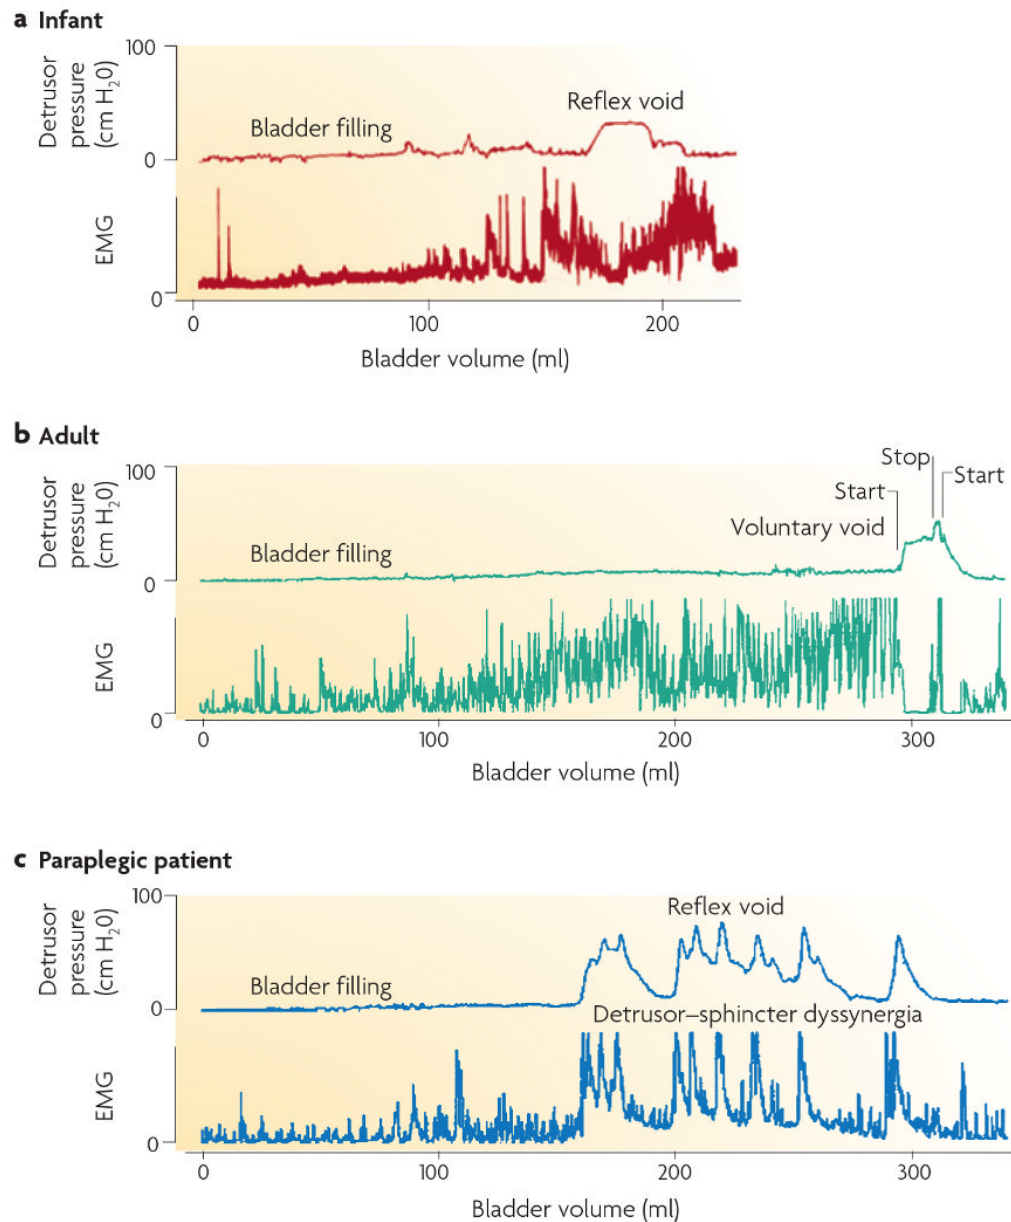 a Infant
100
Detrusor
pressure
(cm H20)
Reflex void
Bladder filling
0
EMG
0
0 100 200
Bladder volume (ml)
b Adult
Stop
100
Start
Detrusor
pressure
(cm H20)
Start
Voluntary void
Bladder filling
0
EMG
0
0 100 200 300
Bladder volume (ml)
c Paraplegic patient
100
Reflex void
Detrusor
pressure
(cm H20)
Bladder filling
0
Detrusor–sphincter dyssynergia
EMG
0
0 100 200 300
Bladder volume (ml)